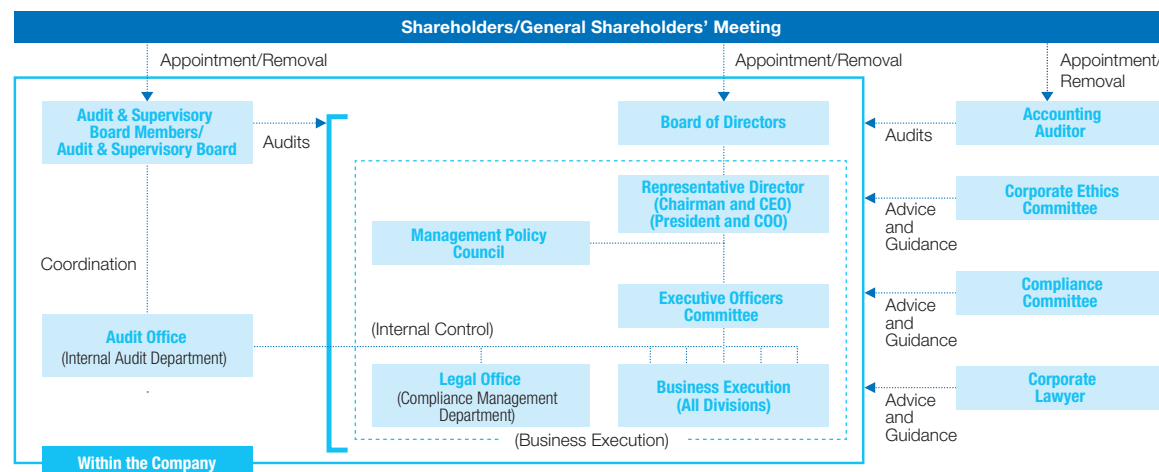 Shareholders/General Shareholders’ Meeting
Appointment/Removal
Appointment/Removal
Appointment/
Removal
Audit & Supervisory
Board Members/
Audit & Supervisory Board
Audits
Board of Directors
Audits
Accounting
Auditor
Representative Director
(Chairman and CEO)
(President and COO)
Advice
and
Guidance
Corporate Ethics
Committee
Management Policy
Council
Coordination
Executive Officers
Committee
Advice
and
Guidance
Compliance
Committee
Audit Office
(Internal Audit Department)
(Internal Control)
Legal Office
(Compliance Management
Department)
Business Execution
(All Divisions)
Advice
and
Guidance
Corporate
Lawyer
(Business Execution)
Within the Company